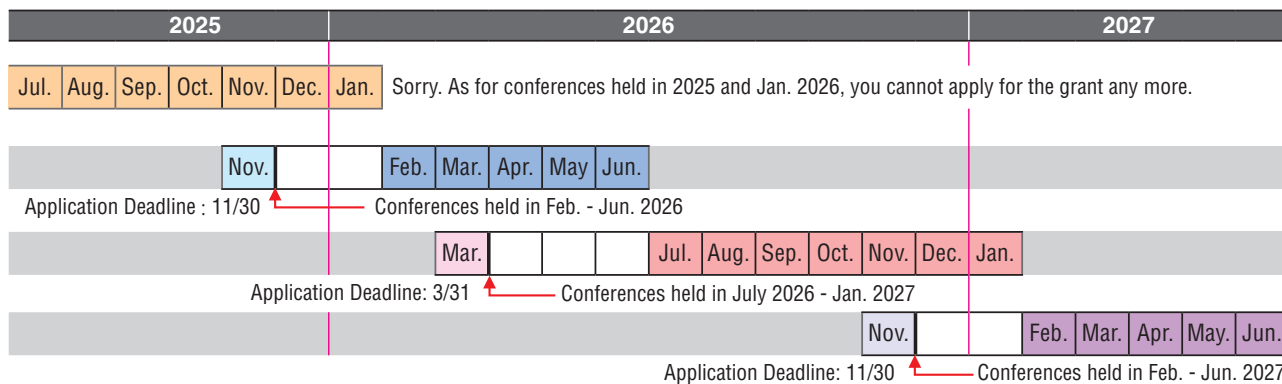 2025 2026 2027
Jul. Aug. Sep. Oct. Nov. Dec. Jan. Sorry. As for conferences held in 2025 and Jan. 2026, you cannot apply for the grant any more.
Nov. Feb. Mar. Apr. May Jun.
Application Deadline : 11/30 Conferences held in Feb. - Jun. 2026
Mar. Jul. Aug. Sep. Oct. Nov. Dec. Jan.
Application Deadline: 3/31 Conferences held in July 2026 - Jan. 2027
Nov. Feb. Mar. Apr. May. Jun.
Application Deadline: 11/30 Conferences held in Feb. - Jun. 2027